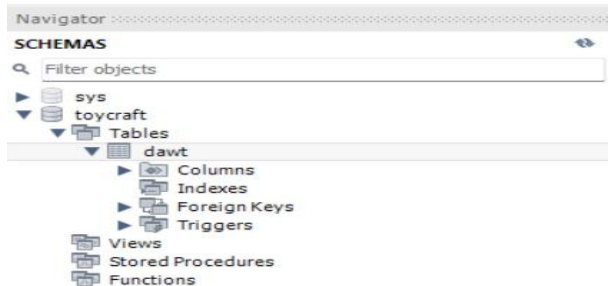 Navigator
SCHEMAS
Filter objects
sys
toycraft
Tables
dawt
Columns
Indexes
Foreign Keys
Triggers
Views
Stored Procedures
Functions